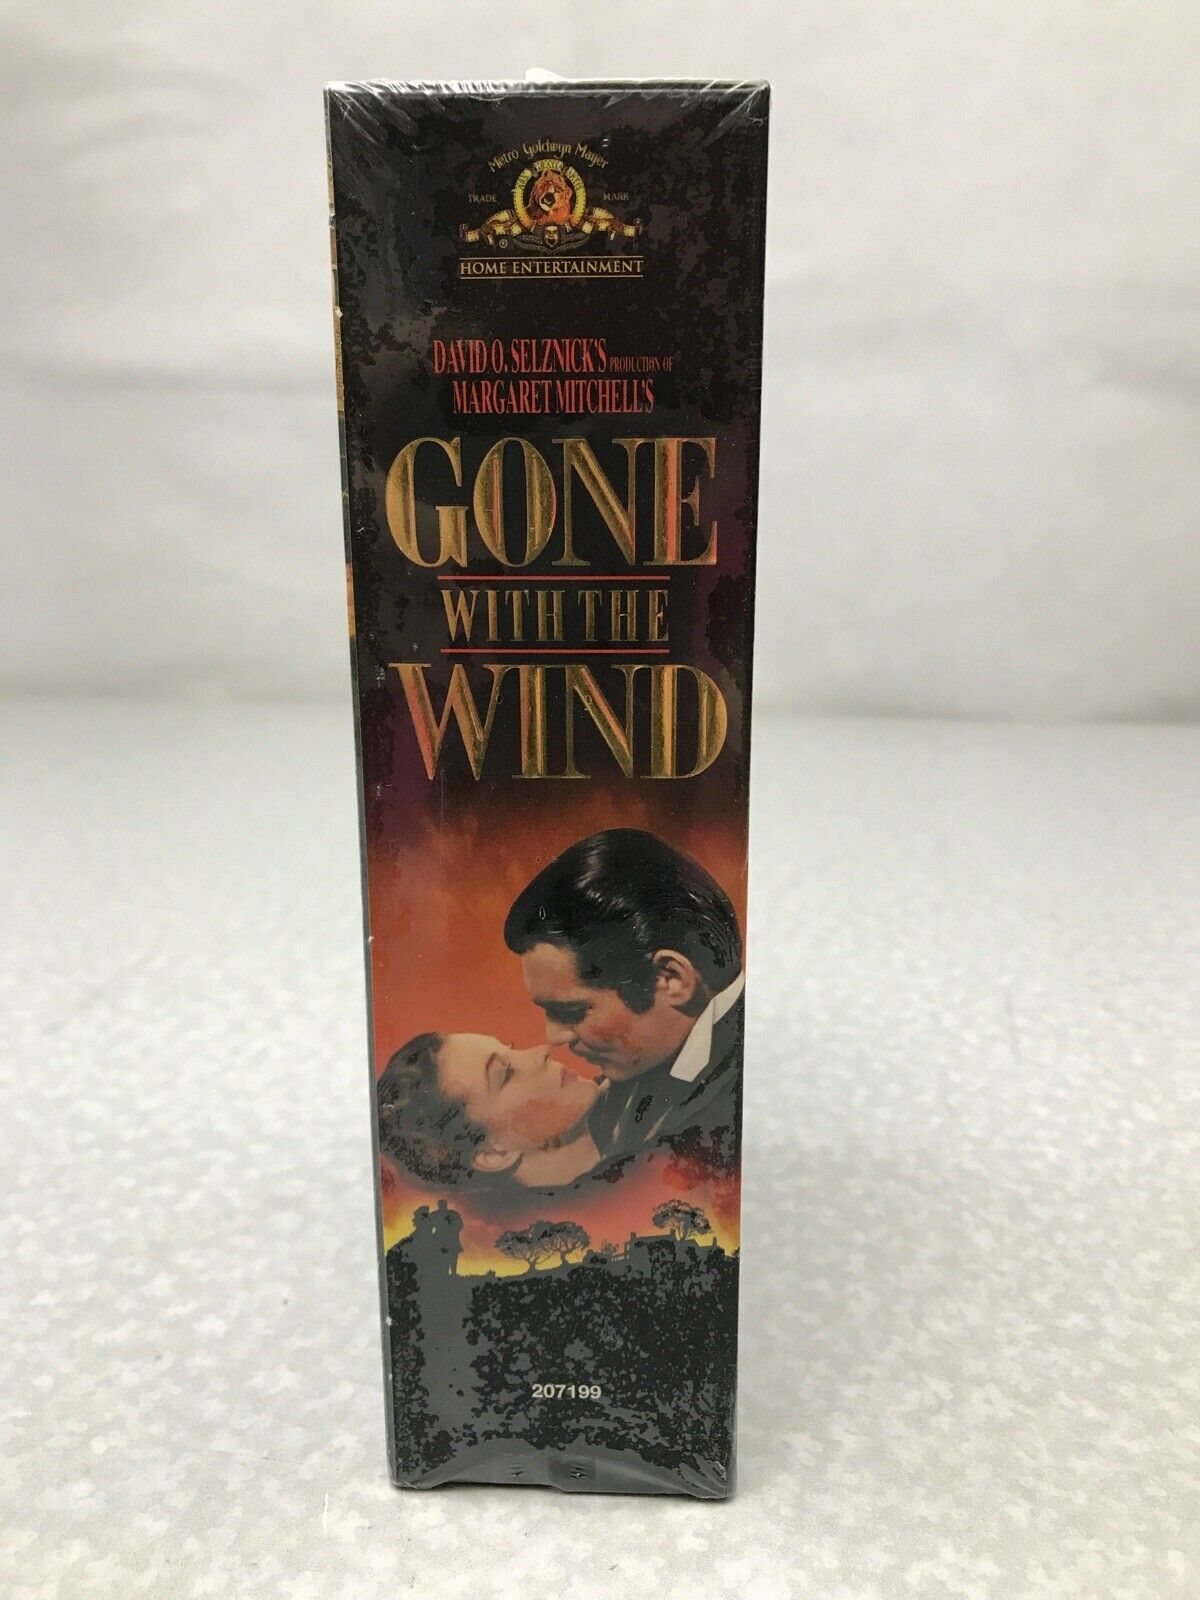 Metro Goldwyn Mayer
TRADE MARK
HOME ENTERTAINMENT
DAVID O. SELZNICK'S PRODUCTION OF
MARGARET MITCHELL'S
GONE
WITH THE
WIND
207199